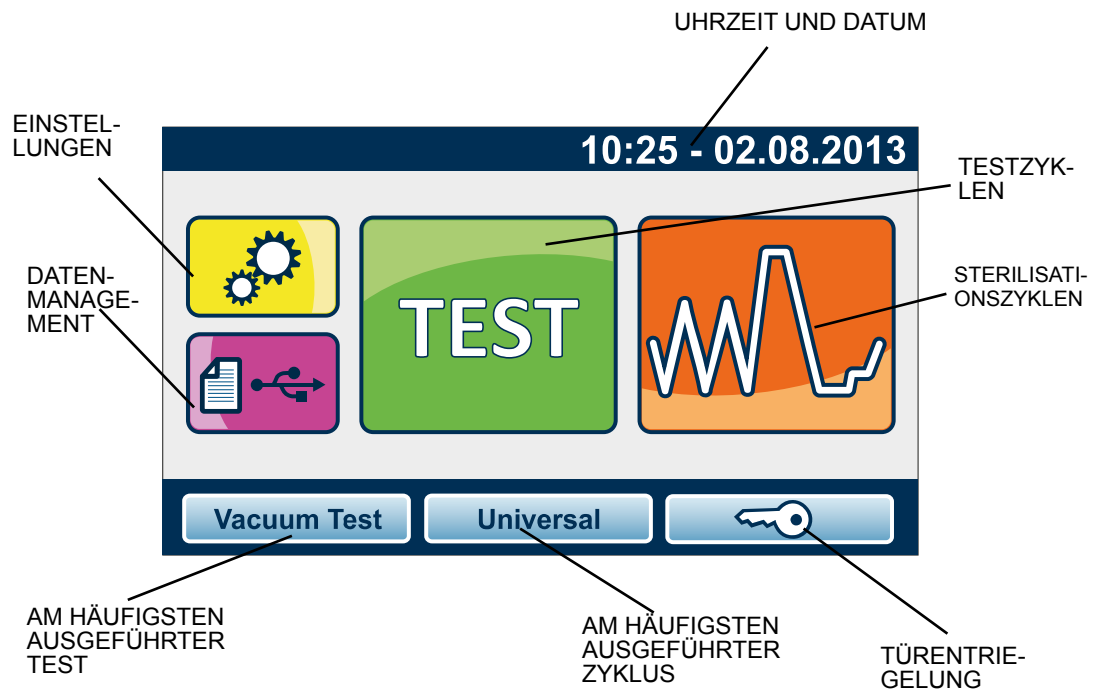 UHRZEIT UND DATUM
EINSTEL-
LUNGEN
10:25 - 02.08.2013
TESTZYK-
LEN
DATEN-
MANAGE-
MENT
TEST
STERILISATI-
ONSZYKLEN
Vacuum Test
Universal
AM HÄUFIGSTEN
AUSGEFÜHRTER
TEST
AM HÄUFIGSTEN
AUSGEFÜHRTER
ZYKLUS
TÜRENTRIE-
GELUNG